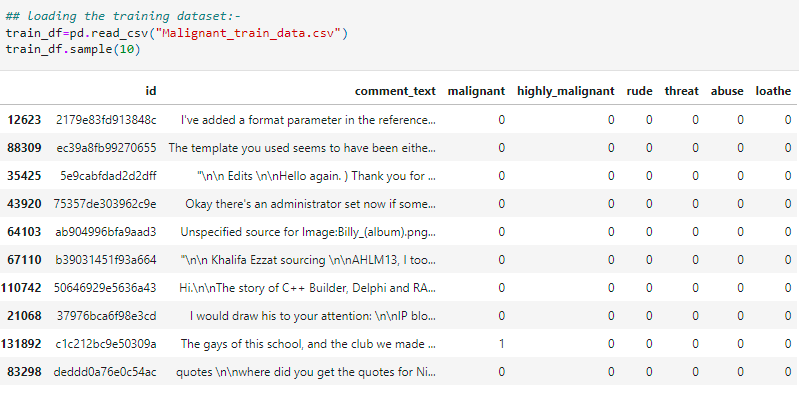 ## loading the training dataset:-
train_df=pd.read_csv("Malignant_train_data.csv")
train_df.sample(10)
id comment_text malignant highly_malignant rude threat abuse loathe
12623 2179e83fd913848c I've added a format parameter in the reference... 0 0 0 0 0 0
88309 ec39a8fb99270655 The template you used seems to have been eithe... 0 0 0 0 0 0
35425 5e9cabfdad2d2dff "\n\n Edits \n\nHello again. ) Thank you for ... 0 0 0 0 0 0
43920 75357de303962c9e Okay there's an administrator set now if some... 0 0 0 0 0 0
64103 ab904996bfa9aad3 Unspecified source for Image:Billy_(album).png... 0 0 0 0 0 0
67110 b39031451f93a664 "\n\n Khalifa Ezzat sourcing \n\nAHLM13, I too... 0 0 0 0 0 0
110742 50646929e5636a43 Hi.\n\nThe story of C++ Builder, Delphi and RA... 0 0 0 0 0 0
21068 37976bca6f98e3cd I would draw his to your attention: \n\nIP blo... 0 0 0 0 0 0
131892 c1c212bc9e50309a The gays of this school, and the club we made ... 1 0 0 0 0 0
83298 deddd0a76e0c54ac quotes \n\nwhere did you get the quotes for Ni... 0 0 0 0 0 0